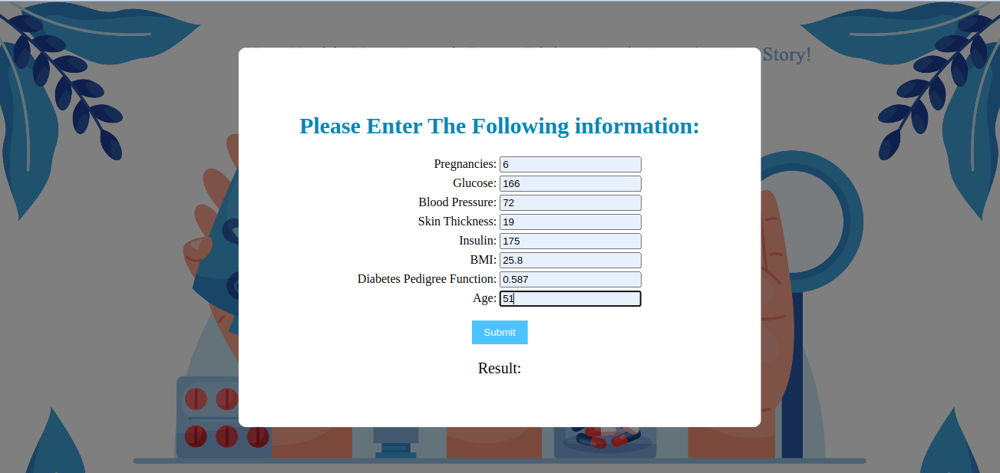 Story!
Please Enter The Following information:
Pregnancies: 6
Glucose: 166
Blood Pressure: 72
Skin Thickness: 19
Insulin: 175
BMI: 25.8
Diabetes Pedigree Function: 0.587
Age: 51
Submit
Result: